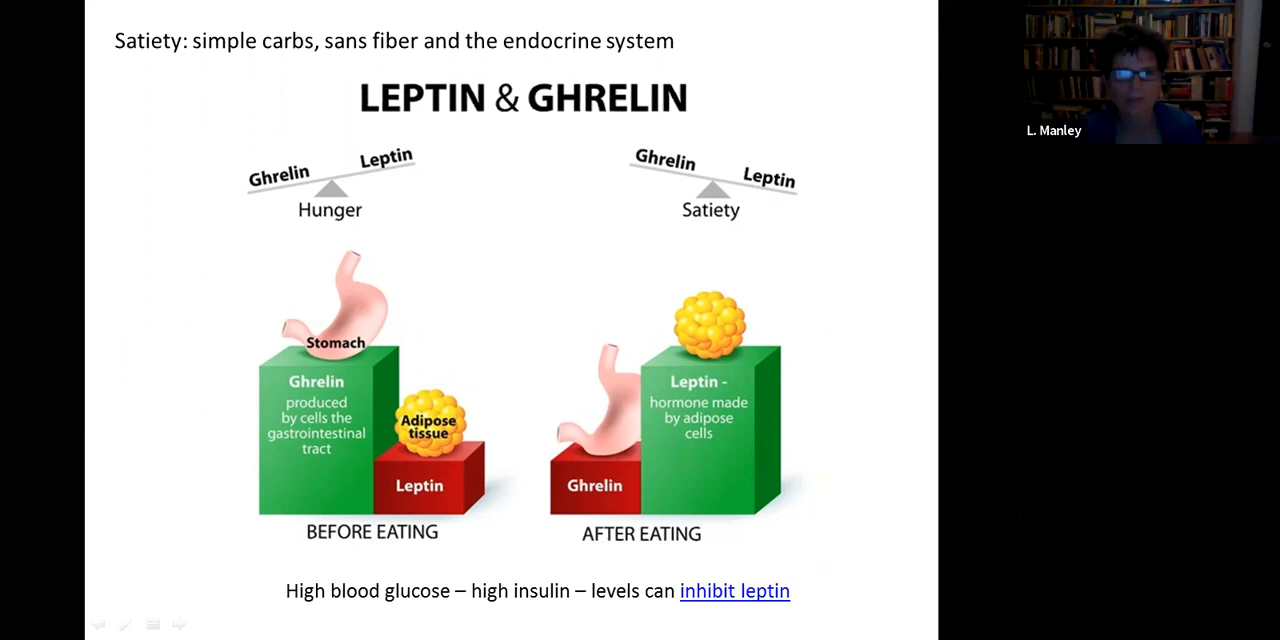 Satiety: simple carbs, sans fiber and the endocrine system
L. Manley
LEPTIN & GHRELIN
Ghrelin
Leptin
Hunger
Ghrelin
Leptin
Satiety
Stomach
Ghrelin
produced
by cells the
gastrointestinal
tract
Adipose
tissue
Leptin
BEFORE EATING
Leptin -
hormone made
by adipose
cells
Ghrelin
AFTER EATING
High blood glucose – high insulin – levels can inhibit leptin